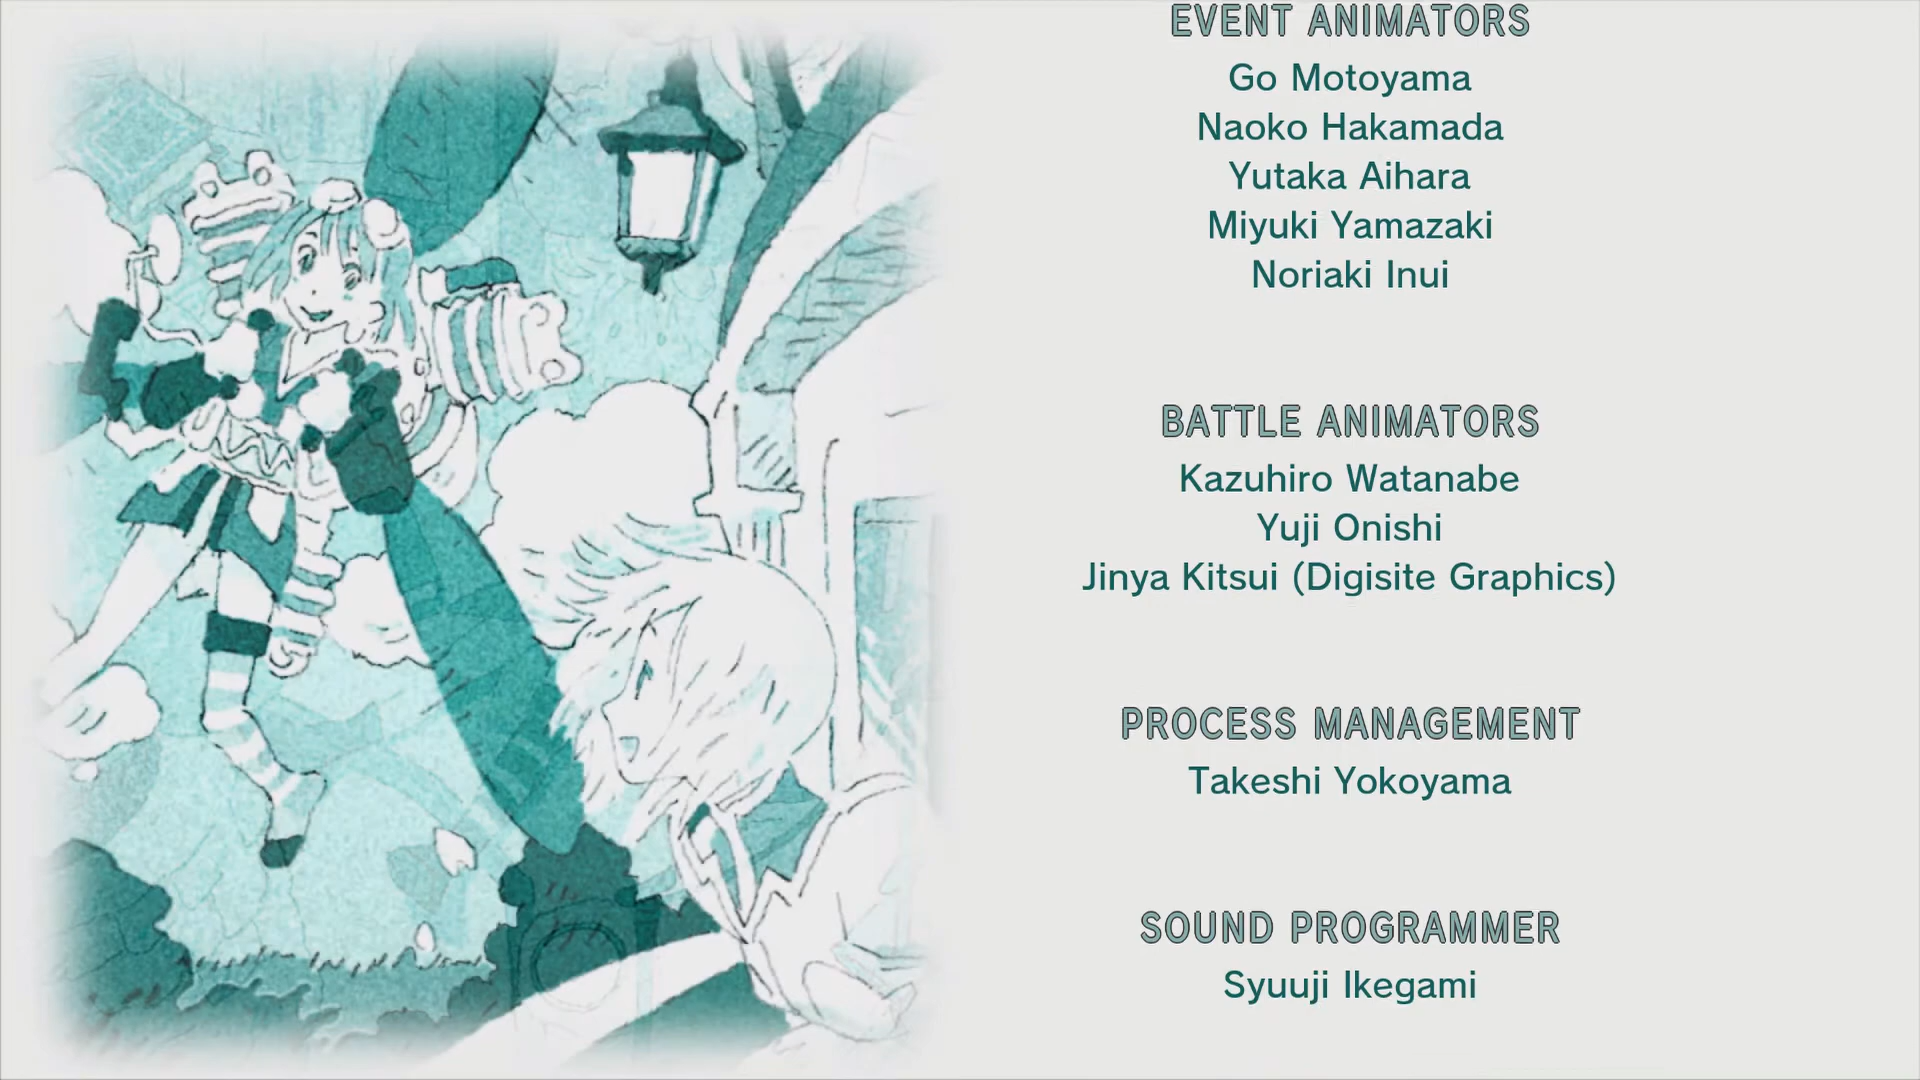 EVENT ANIMATORS
Go Motoyama
Naoko Hakamada
Yutaka Aihara
Miyuki Yamazaki
Noriaki Inui
BATTLE ANIMATORS
Kazuhiro Watanabe
Yuji Onishi
Jinya Kitsui (Digisite Graphics)
PROCESS MANAGEMENT
Takeshi Yokoyama
SOUND PROGRAMMER
Syuuji Ikegami